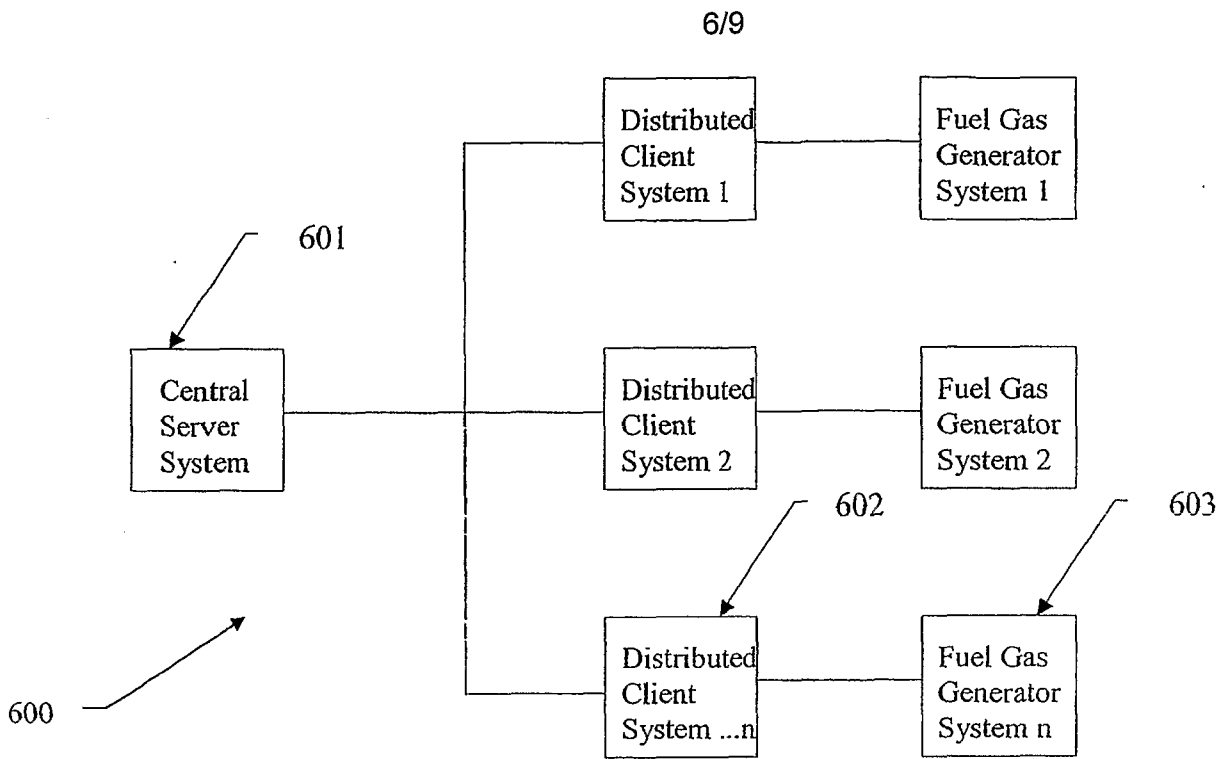 6/9
Distributed
Client
System 1
Fuel Gas
Generator
System 1
601
Central
Server
System
Distributed
Client
System 2
Fuel Gas
Generator
System 2
602
603
Distributed
Client
System ...n
Fuel Gas
Generator
System n
600